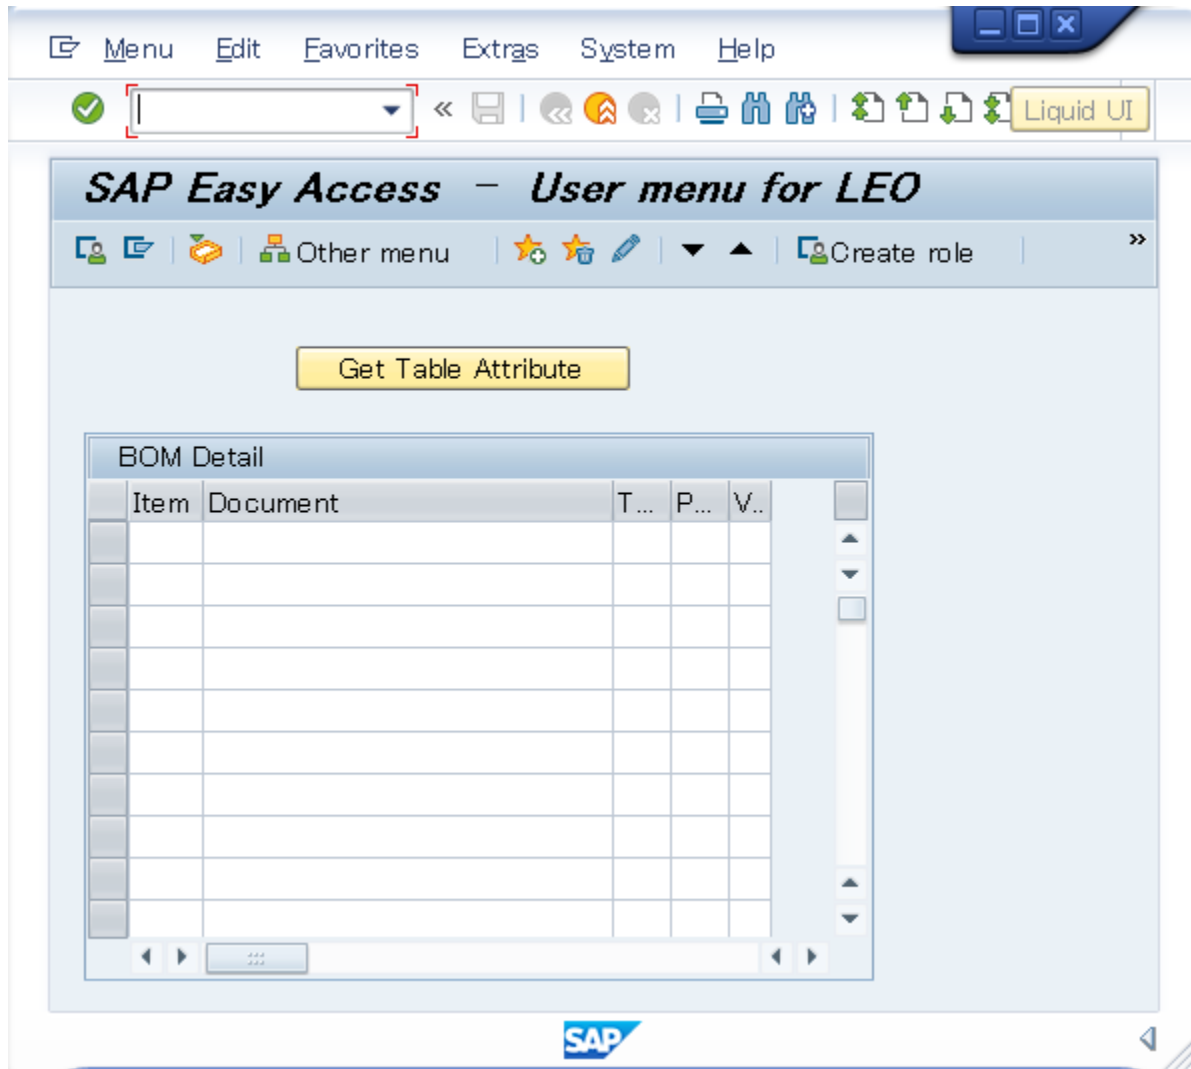 Menu Edit Favorites Extras System Help
Liquid UI
SAP Easy Access - User menu for LEO
Other menu Create role
Get Table Attribute
BOM Detail
Item Document T... P... V..
SAP